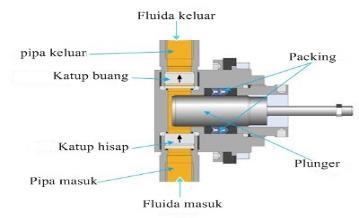 Fluida keluar
pipa keluar
Packing
Katup buang
Katup hisap
Plunger
Pipa masuk
Fluida masuk